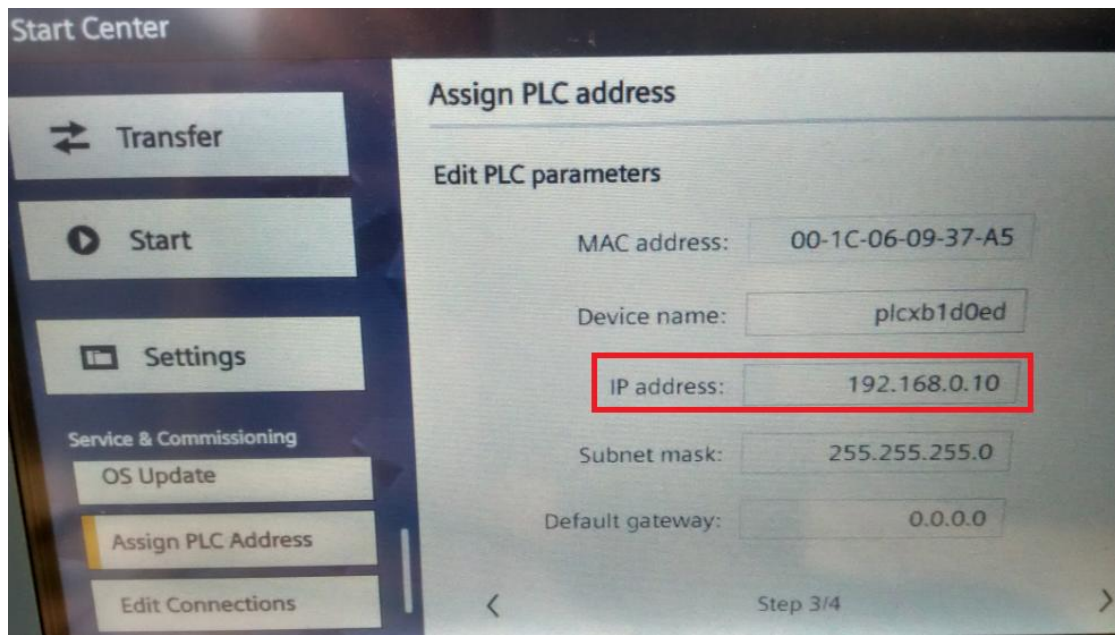 Start Center
Transfer
Start
Settings
Service & Commissioning
OS Update
Assign PLC Address
Edit Connections
Assign PLC address
Edit PLC parameters
MAC address: 00-1C-06-09-37-A5
Device name: plcxb1d0ed
IP address: 192.168.0.10
Subnet mask: 255.255.255.0
Default gateway: 0.0.0.0
Step 3/4